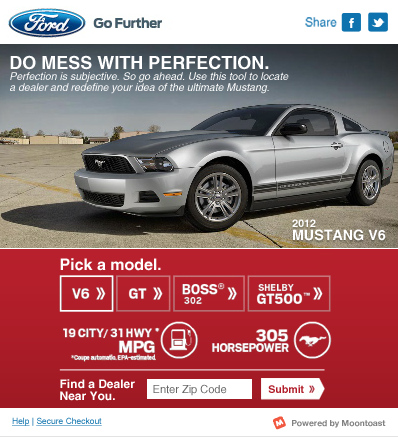 Ford Go Further
Share f
DO MESS WITH PERFECTION.
Perfection is subjective. So go ahead. Use this tool to locate
a dealer and redefine your idea of the ultimate Mustang.
2012
MUSTANG V6
Pick a model.
V6 »
GT »
BOSS® 302 »
SHELBY GT500™ »
19 CITY/ 31 HWY *
MPG
*Coupe automatic. EPA-estimated.
305
HORSEPOWER
Find a Dealer
Near You.
Enter Zip Code
Submit »
Help | Secure Checkout
Powered by Moontoast